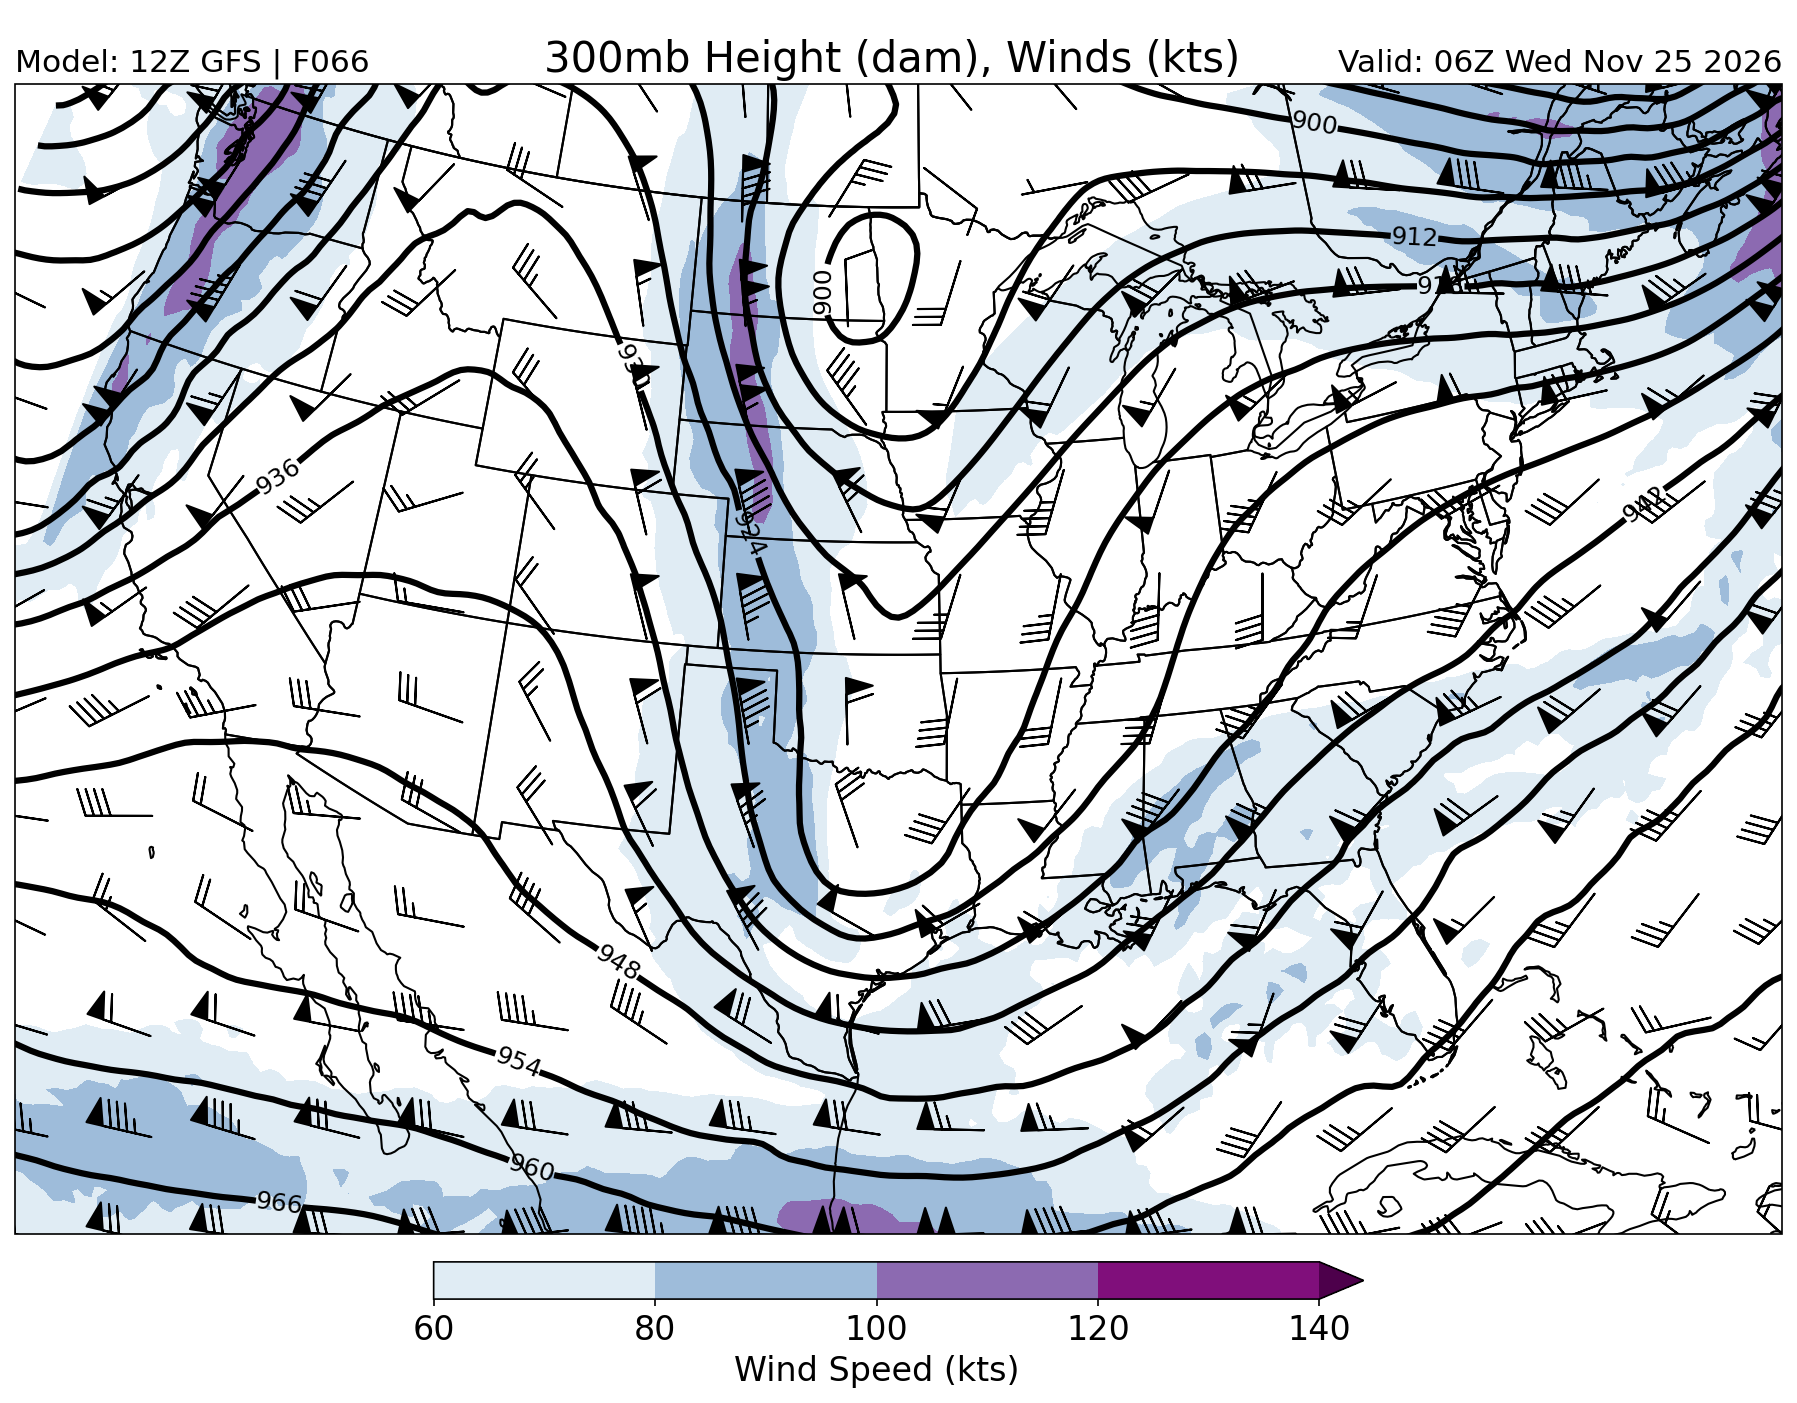 Model: 12Z GFS | F066
300mb Height (dam), Winds (kts)
Valid: 06Z Wed Nov 25 2026
900
912
900
936
924
942
948
954
960
966
60 80 100 120 140
Wind Speed (kts)